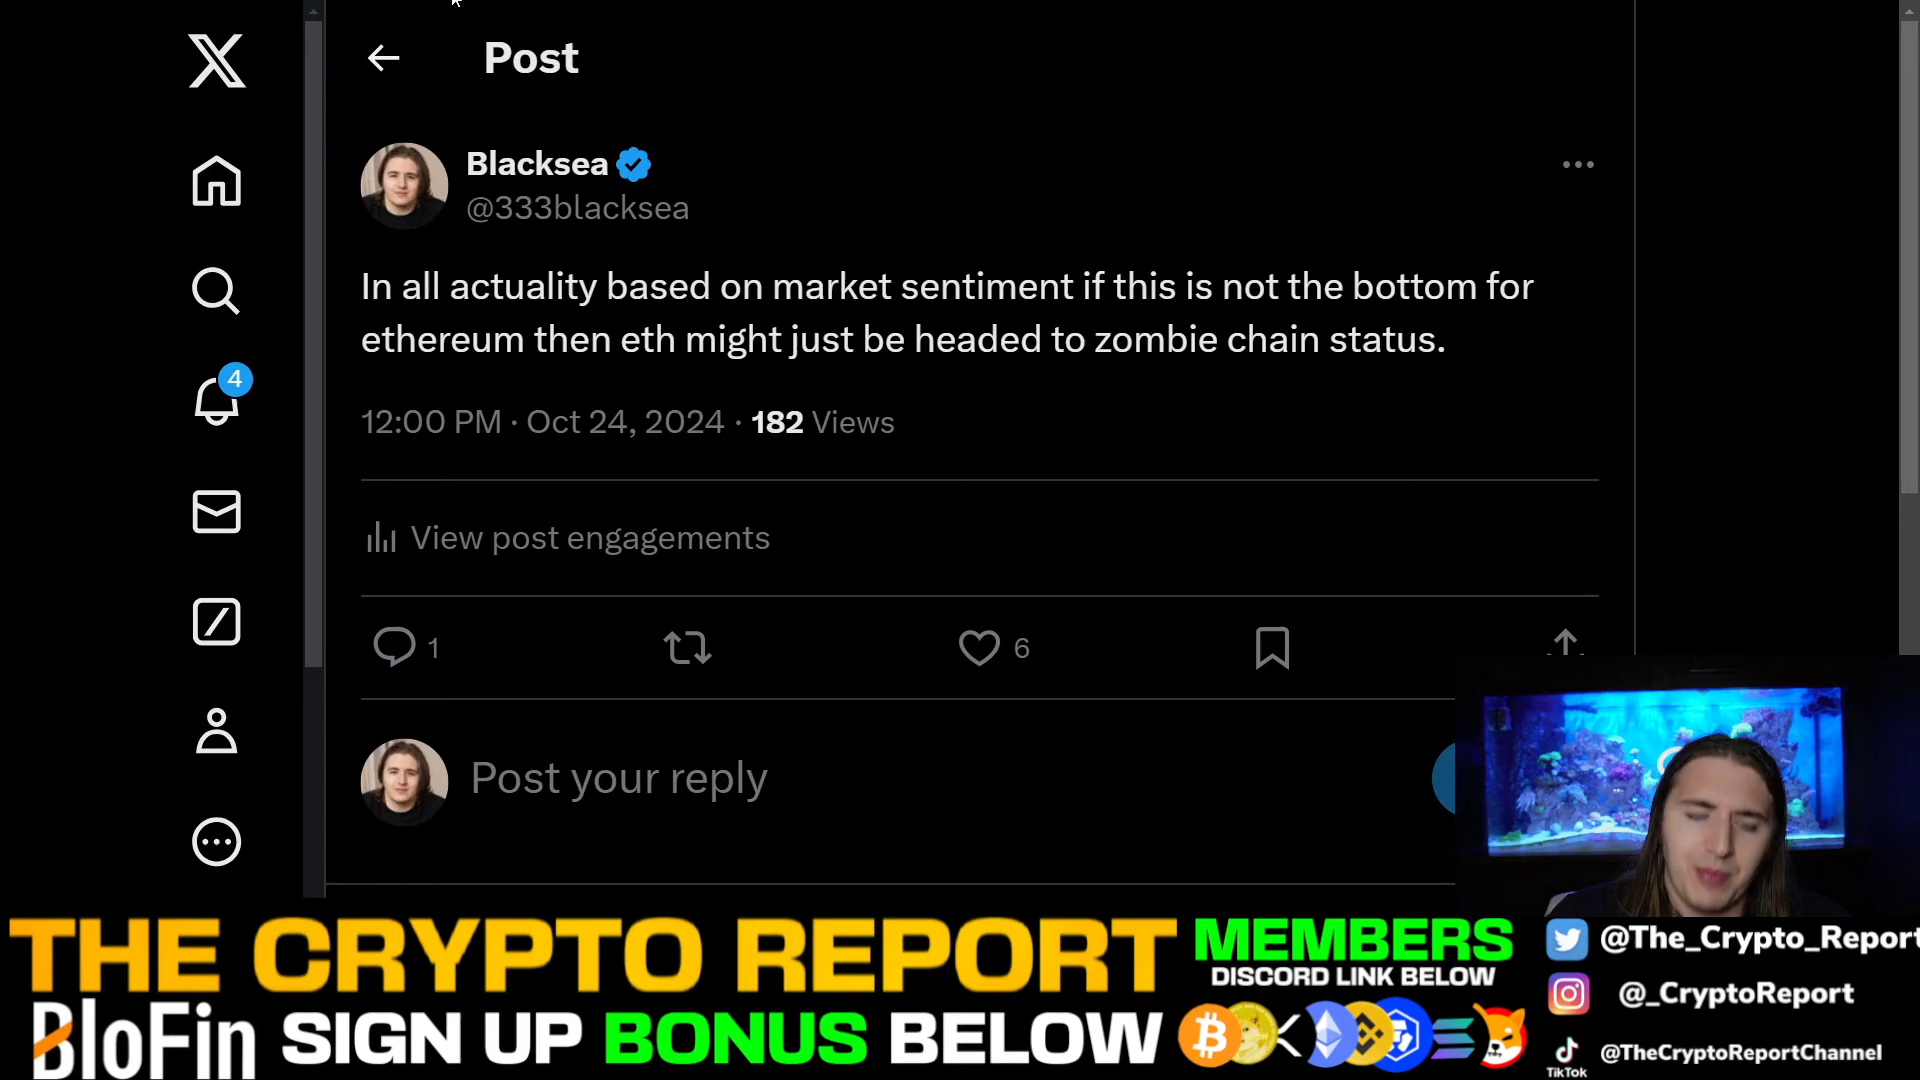 Post
Blacksea
@333blacksea
In all actuality based on market sentiment if this is not the bottom for
ethereum then eth might just be headed to zombie chain status.
12:00 PM · Oct 24, 2024 · 182 Views
4
View post engagements
1
6
Post your reply
THE CRYPTO REPORT
MEMBERS
DISCORD LINK BELOW
BloFin SIGN UP BONUS BELOW
@The_Crypto_Report
@_CryptoReport
TikTok
@TheCryptoReportChannel